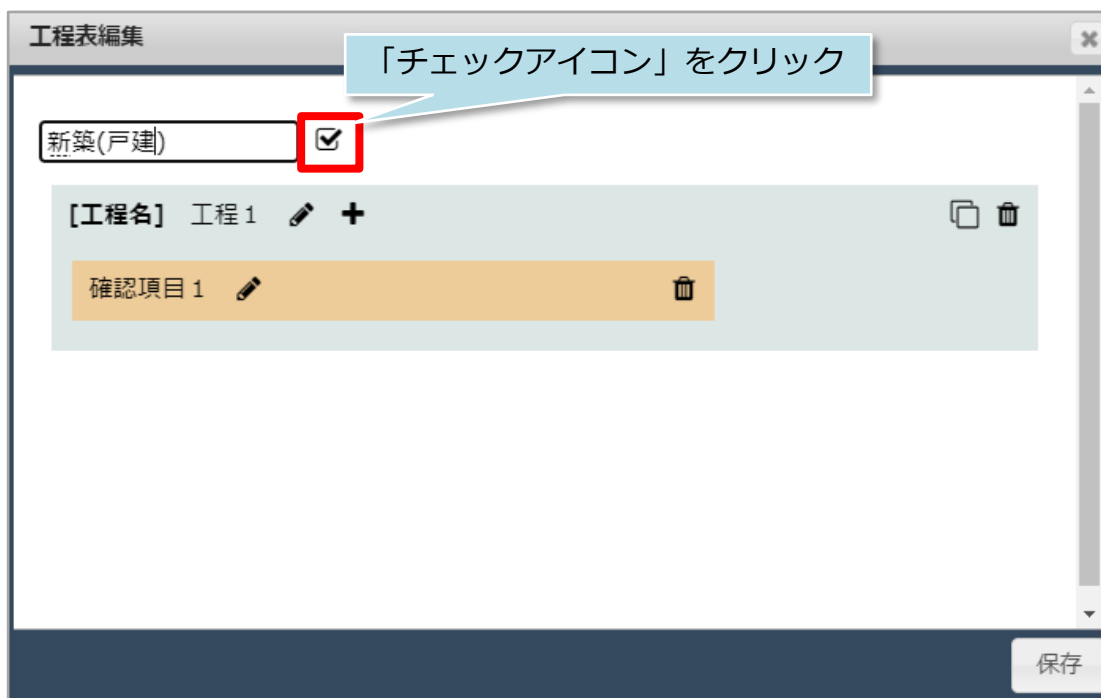 工程表編集
「チェックアイコン」をクリック
新築(戸建)
[工程名] 工程1
確認項目1
保存